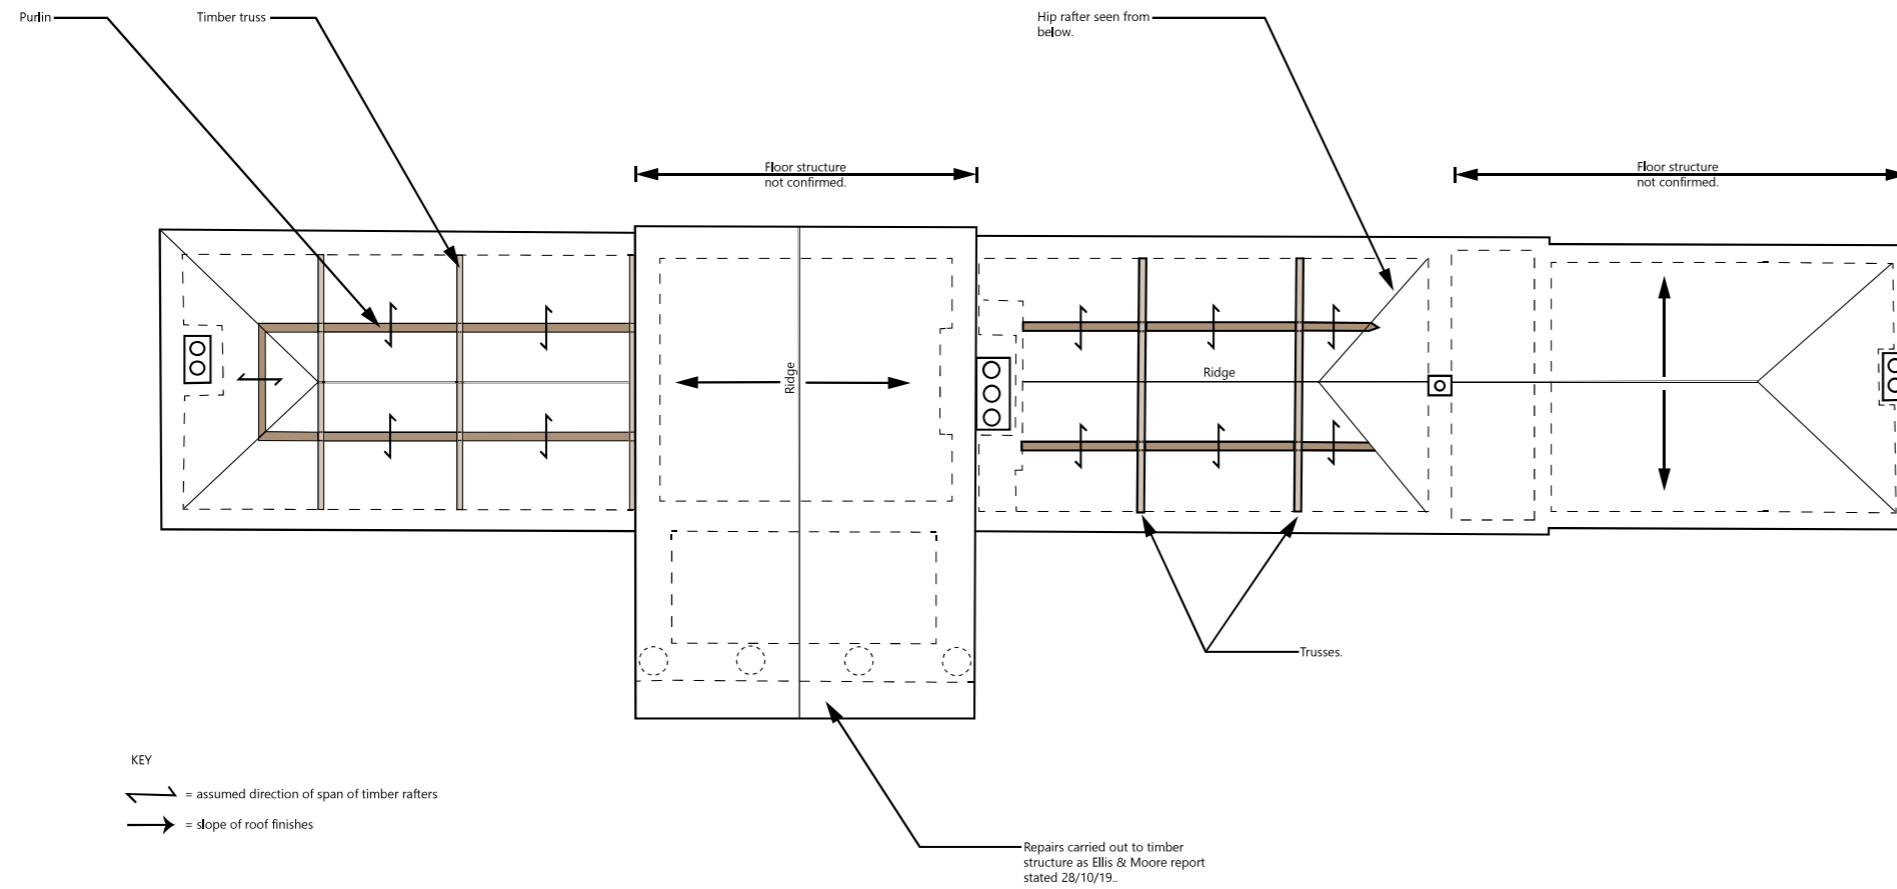 Purlin
Timber truss
Hip rafter seen from
below.
Floor structure
not confirmed.
Floor structure
not confirmed.
Ridge
Ridge
Trusses.
KEY
= assumed direction of span of timber rafters
= slope of roof finishes
Repairs carried out to timber
structure as Ellis & Moore report
stated 28/10/19..